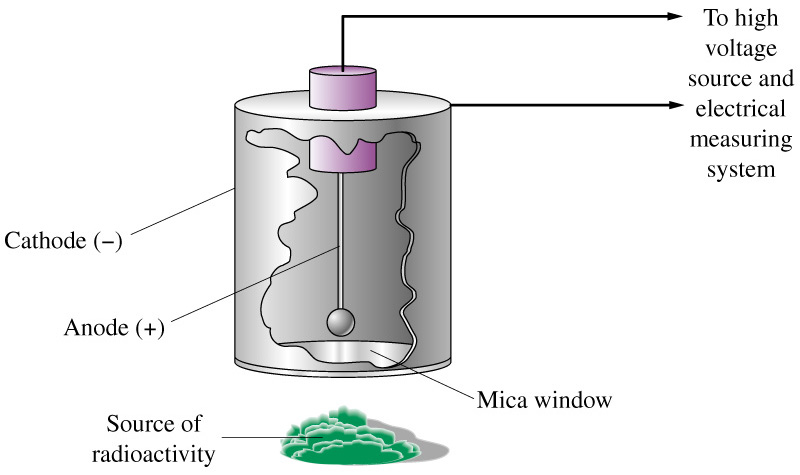 To high
voltage
source and
electrical
measuring
system
Cathode (−)
Anode (+)
Mica window
Source of
radioactivity